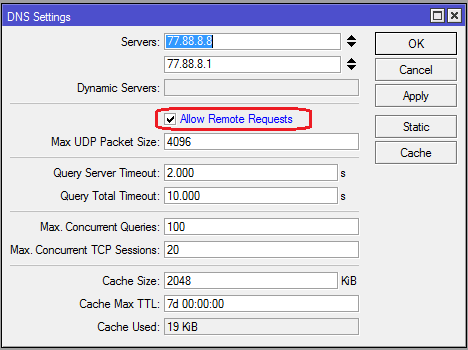 DNS Settings
Servers: 77.88.8.8
77.88.8.1
Dynamic Servers:
Allow Remote Requests
Max UDP Packet Size: 4096
Query Server Timeout: 2.000 s
Query Total Timeout: 10.000 s
Max. Concurrent Queries: 100
Max. Concurrent TCP Sessions: 20
Cache Size: 2048 KiB
Cache Max TTL: 7d 00:00:00
Cache Used: 19 KiB
OK
Cancel
Apply
Static
Cache